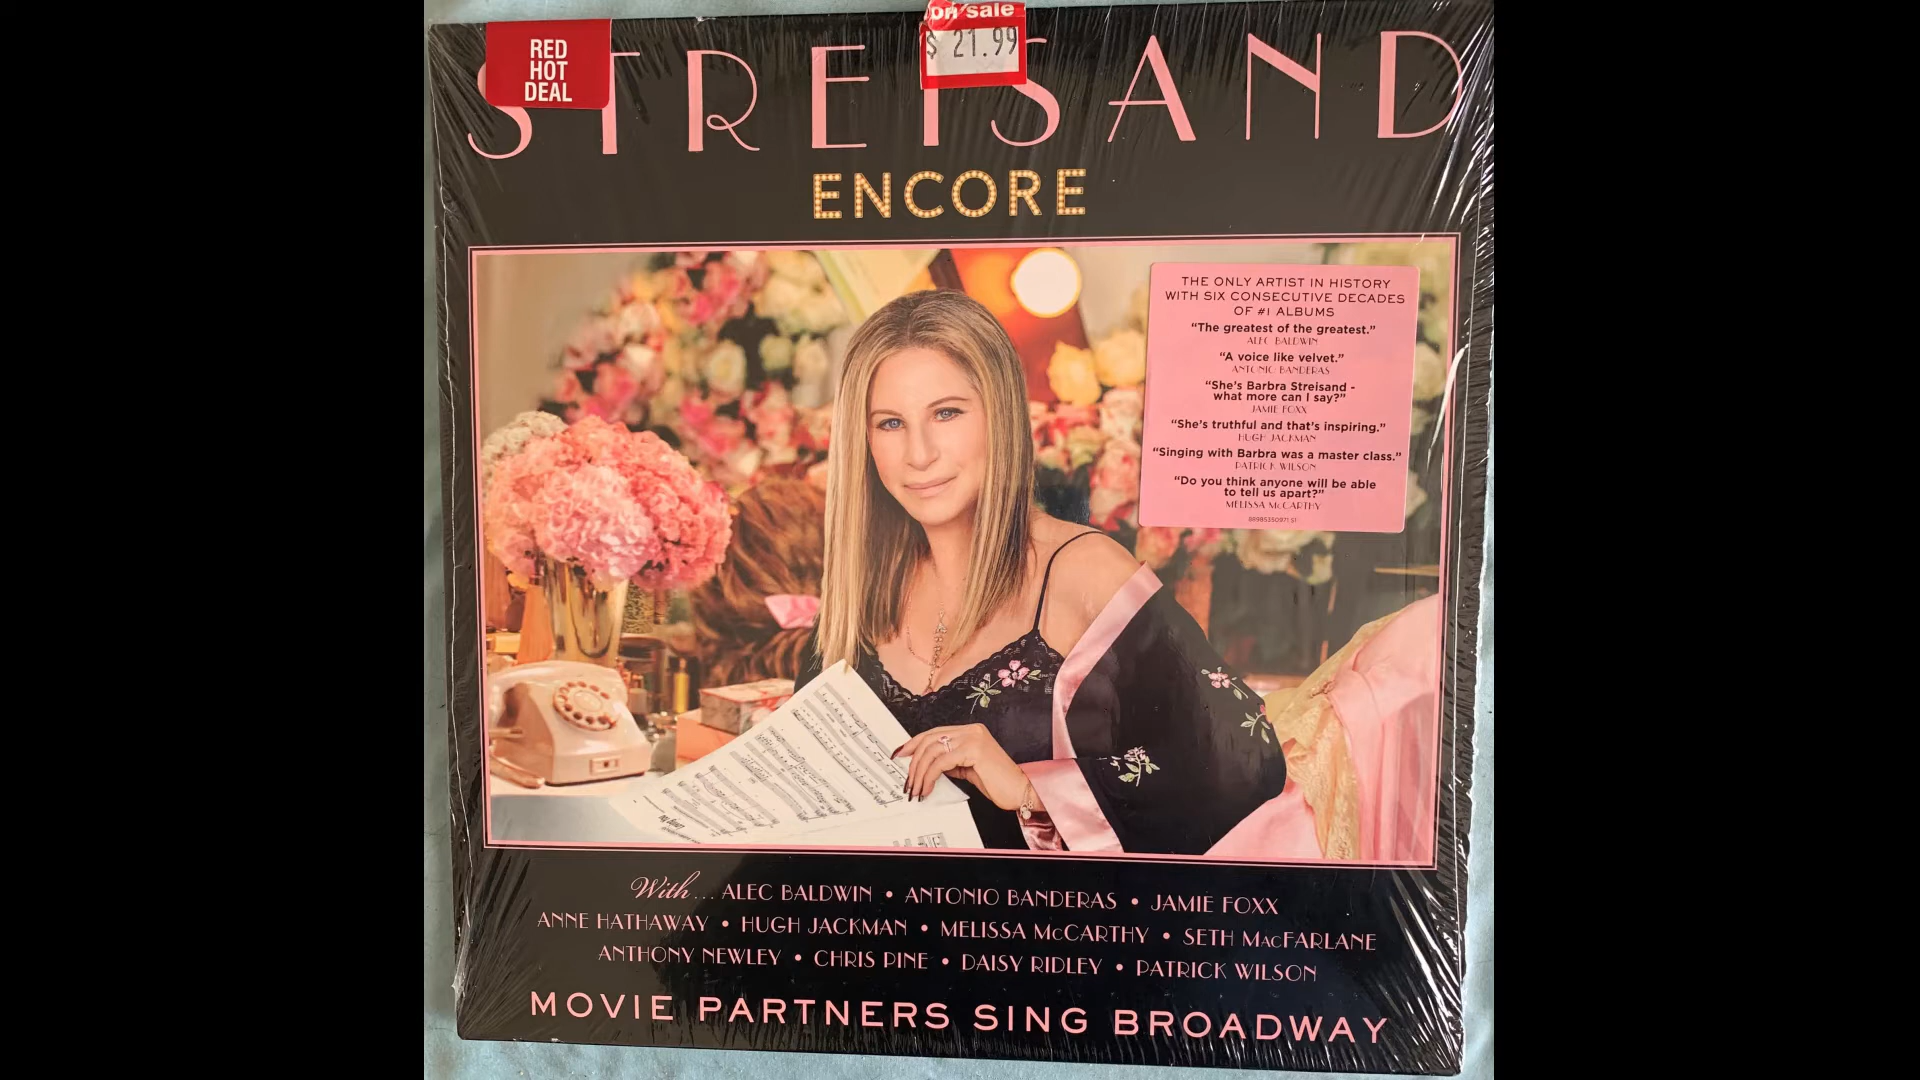 on sale
$ 21.99
RED
HOT
DEAL
STREISAND
ENCORE
THE ONLY ARTIST IN HISTORY
WITH SIX CONSECUTIVE DECADES
OF #1 ALBUMS
“The greatest of the greatest.”
ALEC BALDWIN
“A voice like velvet.”
ANTONIO BANDERAS
“She’s Barbra Streisand -
what more can I say?”
JAMIE FOXX
“She’s truthful and that’s inspiring.”
HUGH JACKMAN
“Singing with Barbra was a master class.”
PATRICK WILSON
“Do you think anyone will be able
to tell us apart?”
MELISSA McCARTHY
88985350971 S1
With... ALEC BALDWIN • ANTONIO BANDERAS • JAMIE FOXX
ANNE HATHAWAY • HUGH JACKMAN • MELISSA McCARTHY • SETH MacFARLANE
ANTHONY NEWLEY • CHRIS PINE • DAISY RIDLEY • PATRICK WILSON
MOVIE PARTNERS SING BROADWAY